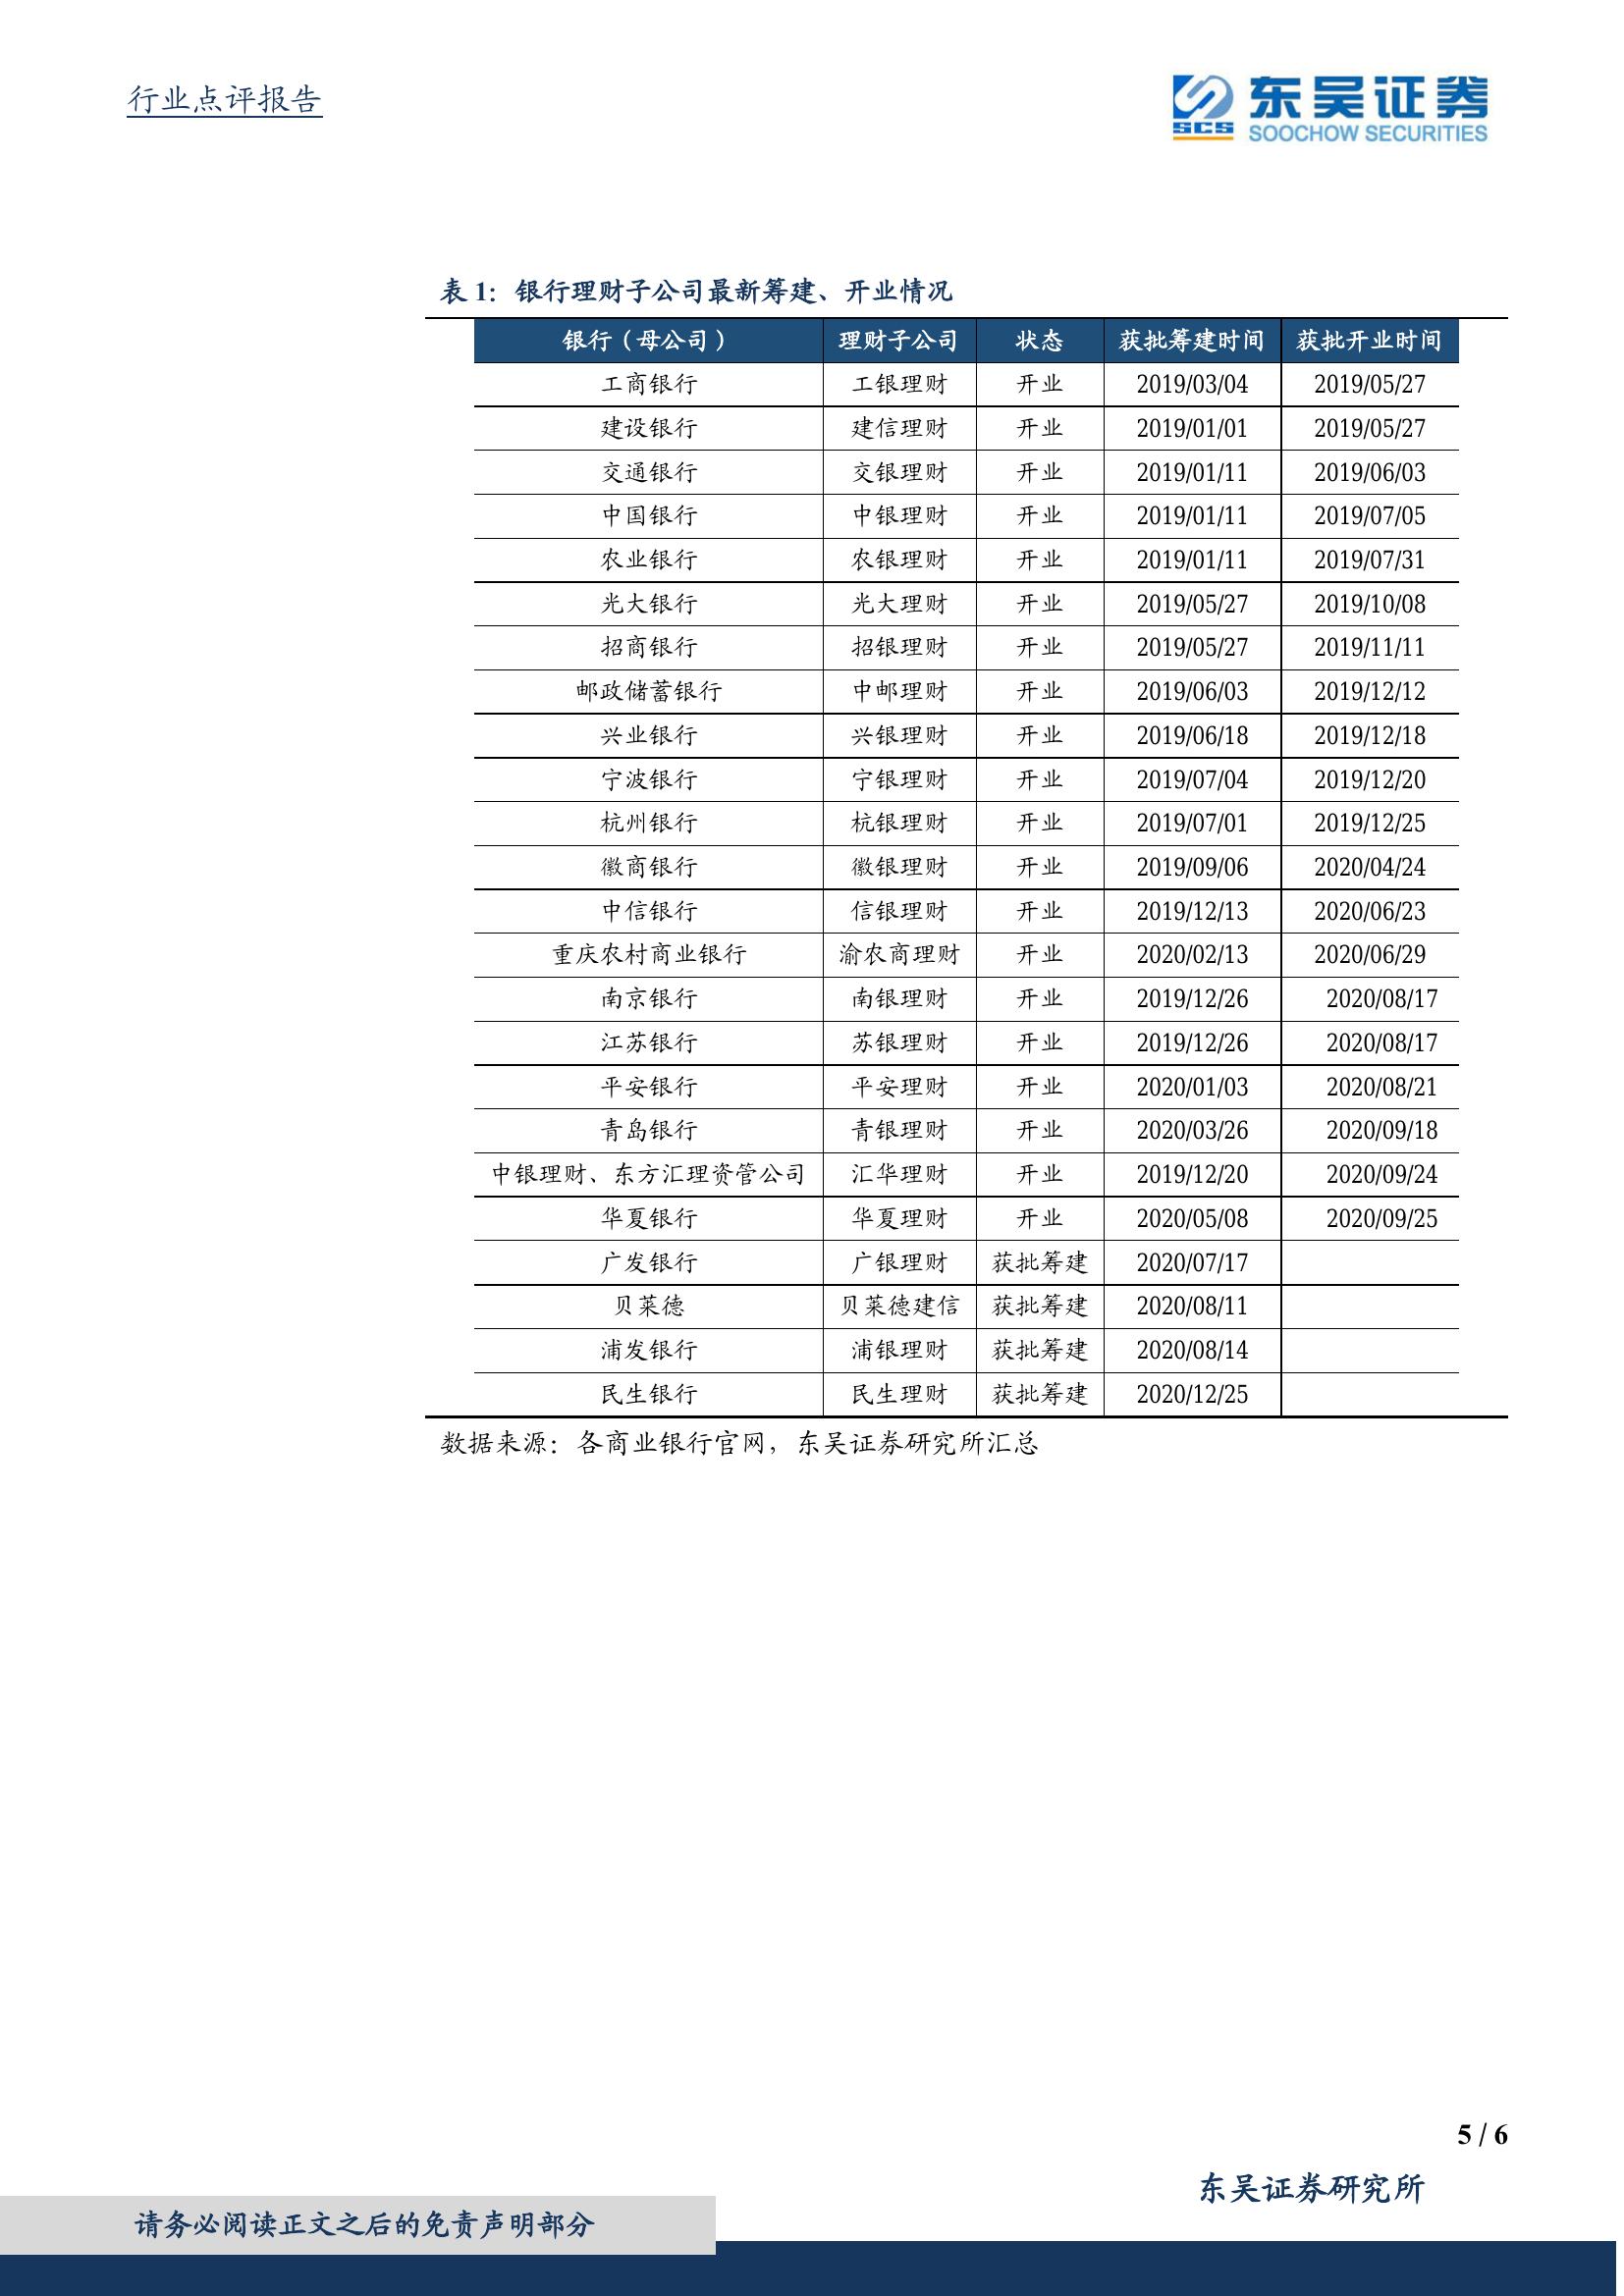 行业点评报告
SCS 东吴证券
SOOCHOW SECURITIES
表 1：银行理财子公司最新筹建、开业情况
银行（母公司） 理财子公司 状态 获批筹建时间 获批开业时间
工商银行 工银理财 开业 2019/03/04 2019/05/27
建设银行 建信理财 开业 2019/01/01 2019/05/27
交通银行 交银理财 开业 2019/01/11 2019/06/03
中国银行 中银理财 开业 2019/01/11 2019/07/05
农业银行 农银理财 开业 2019/01/11 2019/07/31
光大银行 光大理财 开业 2019/05/27 2019/10/08
招商银行 招银理财 开业 2019/05/27 2019/11/11
邮政储蓄银行 中邮理财 开业 2019/06/03 2019/12/12
兴业银行 兴银理财 开业 2019/06/18 2019/12/18
宁波银行 宁银理财 开业 2019/07/04 2019/12/20
杭州银行 杭银理财 开业 2019/07/01 2019/12/25
徽商银行 徽银理财 开业 2019/09/06 2020/04/24
中信银行 信银理财 开业 2019/12/13 2020/06/23
重庆农村商业银行 渝农商理财 开业 2020/02/13 2020/06/29
南京银行 南银理财 开业 2019/12/26 2020/08/17
江苏银行 苏银理财 开业 2019/12/26 2020/08/17
平安银行 平安理财 开业 2020/01/03 2020/08/21
青岛银行 青银理财 开业 2020/03/26 2020/09/18
中银理财、东方汇理资管公司 汇华理财 开业 2019/12/20 2020/09/24
华夏银行 华夏理财 开业 2020/05/08 2020/09/25
广发银行 广银理财 获批筹建 2020/07/17
贝莱德 贝莱德建信 获批筹建 2020/08/11
浦发银行 浦银理财 获批筹建 2020/08/14
民生银行 民生理财 获批筹建 2020/12/25
数据来源：各商业银行官网，东吴证券研究所汇总
5 / 6
东吴证券研究所
请务必阅读正文之后的免责声明部分